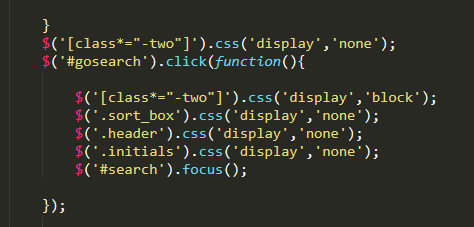 }
$('[class*="-two"]').css('display','none');
$('#gosearch').click(function(){
$('[class*="-two"]').css('display','block');
$('.sort_box').css('display','none');
$('.header').css('display','none');
$('.initials').css('display','none');
$('#search').focus();
});